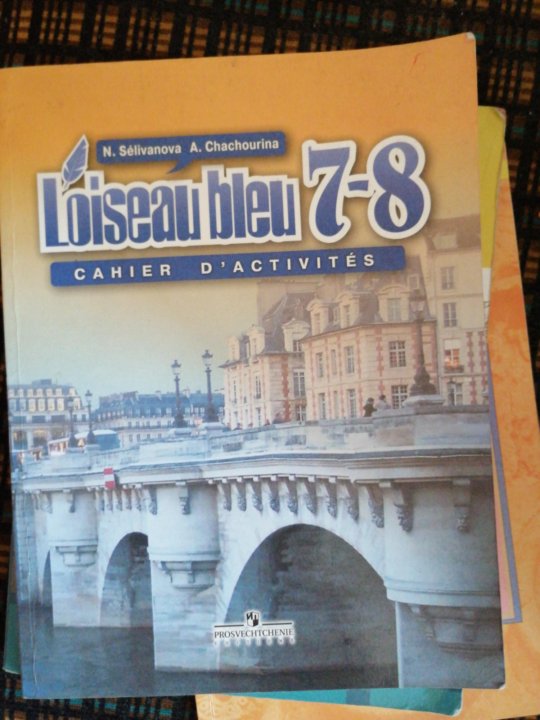 N. Sélivanova A. Chachourina
L'oiseau bleu 7-8
CAHIER D'ACTIVITÉS
PROSVECHTCHENIE